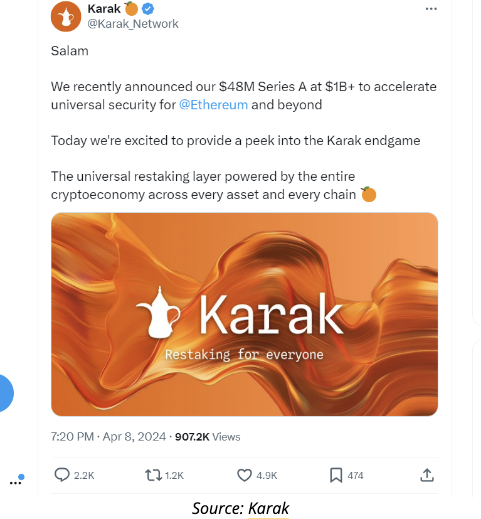 Karak 🍊
@Karak_Network
Salam
We recently announced our $48M Series A at $1B+ to accelerate
universal security for @Ethereum and beyond
Today we're excited to provide a peek into the Karak endgame
The universal restaking layer powered by the entire
cryptoeconomy across every asset and every chain 🍊
Karak
Restaking for everyone
7:20 PM · Apr 8, 2024 · 907.2K Views
2.2K 1.2K 4.9K 474
Source: Karak